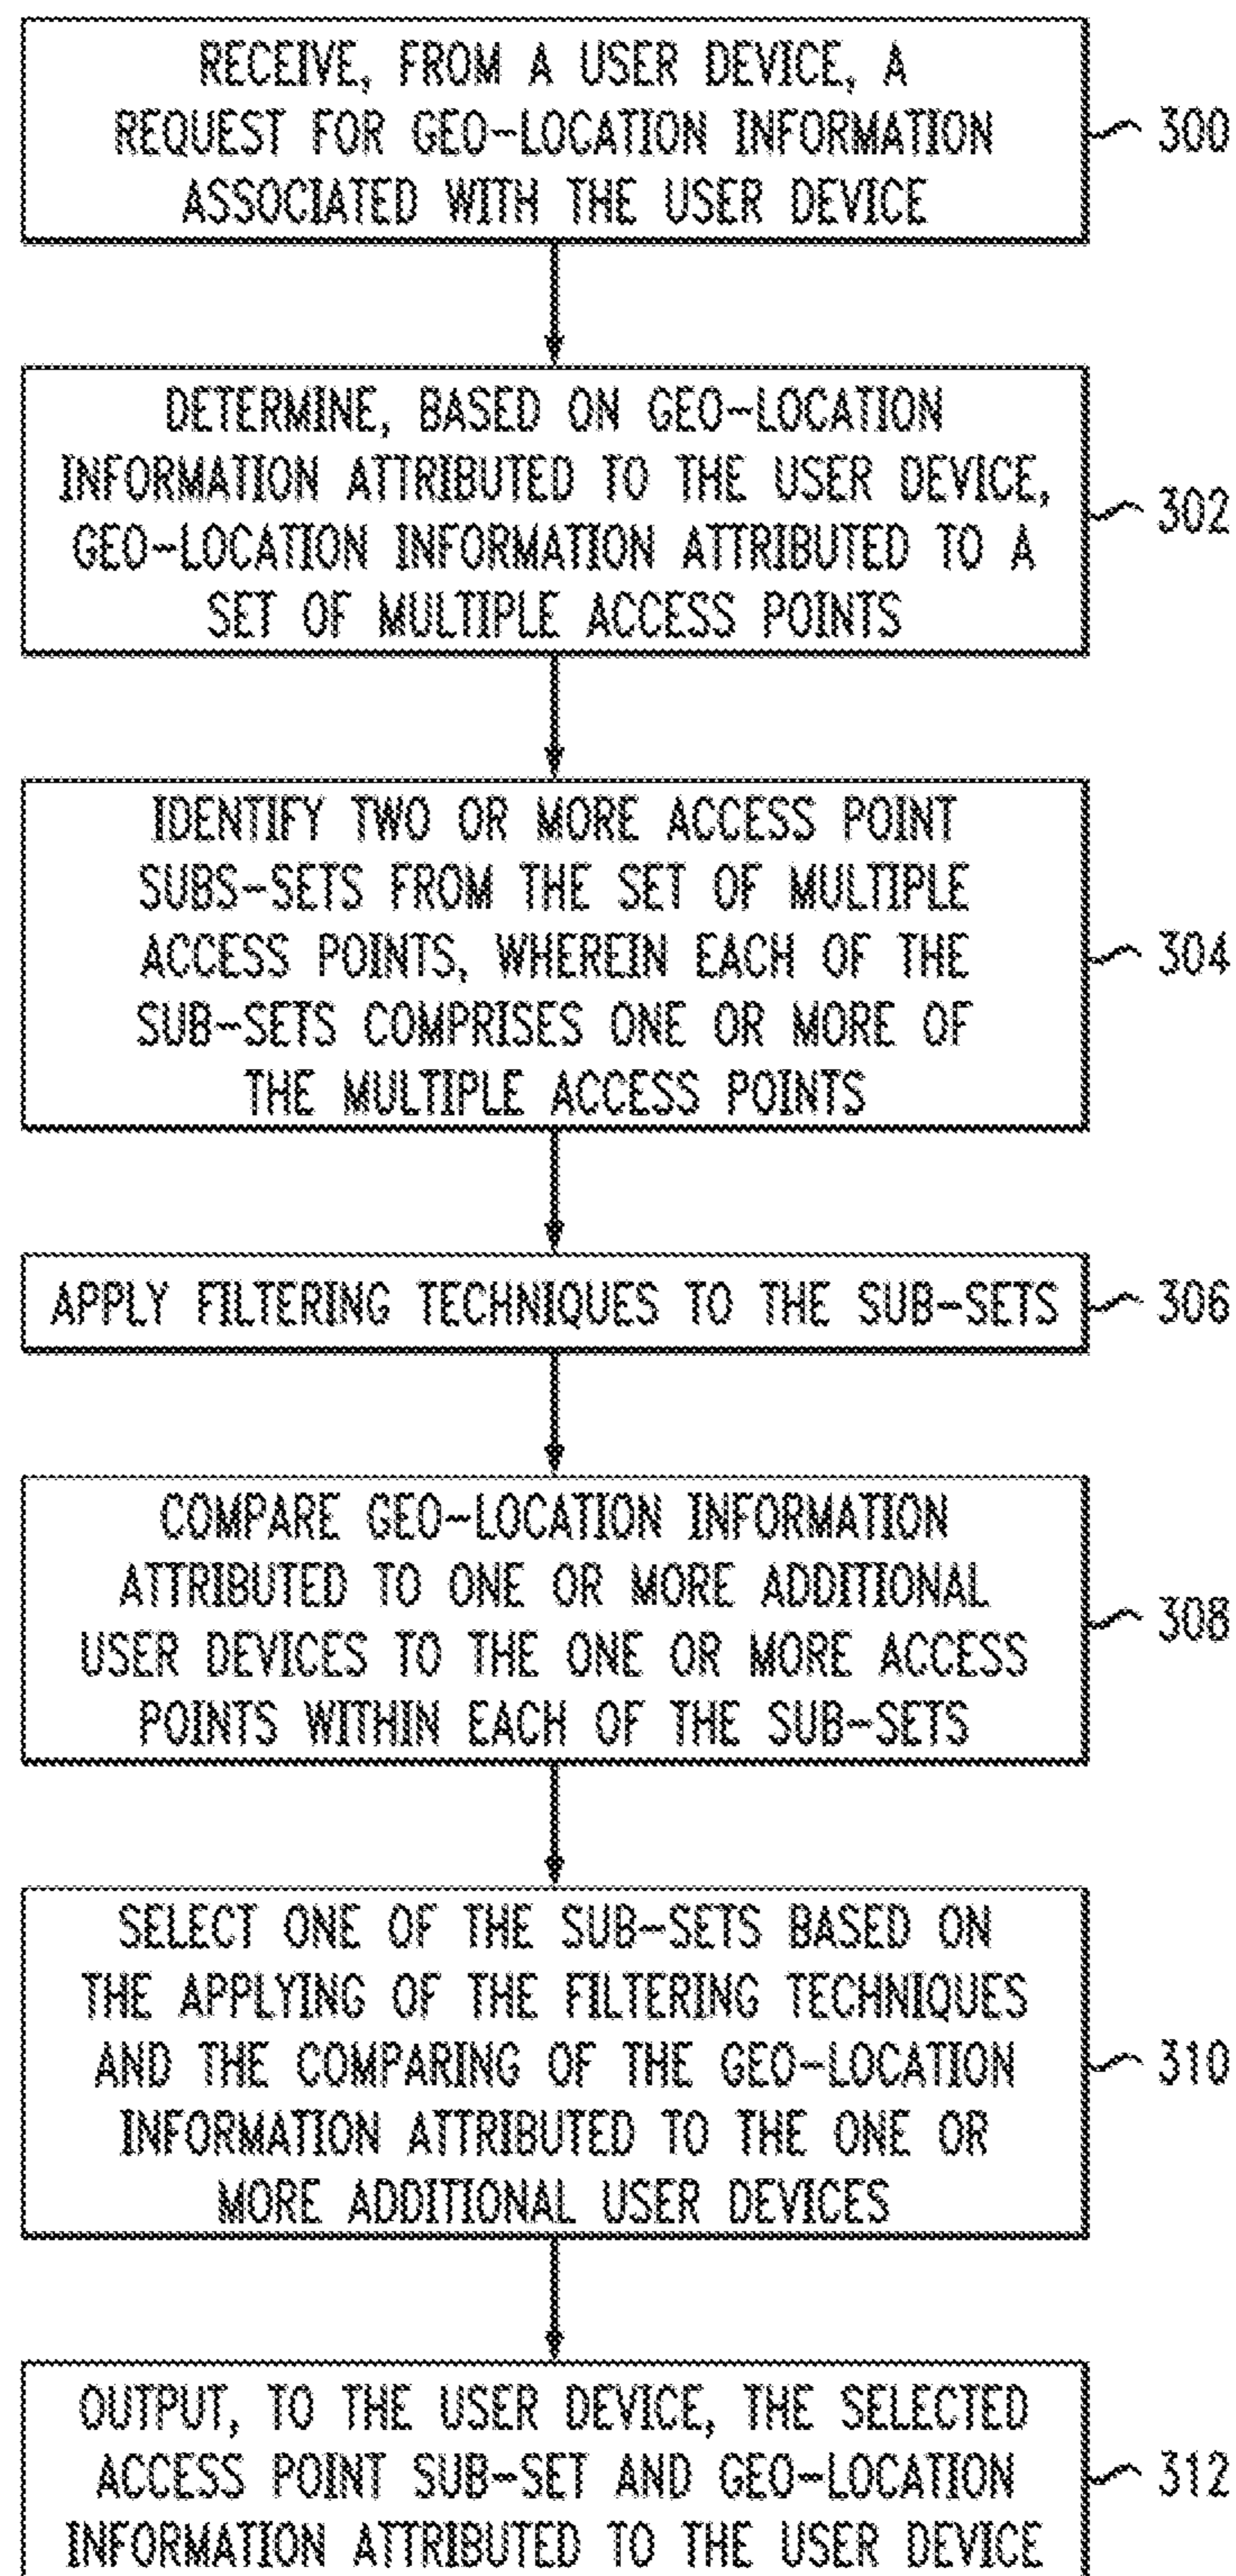 RECEIVE, FROM A USER DEVICE, A
REQUEST FOR GEO-LOCATION INFORMATION
ASSOCIATED WITH THE USER DEVICE
300
DETERMINE, BASED ON GEO-LOCATION
INFORMATION ATTRIBUTED TO THE USER DEVICE,
GEO-LOCATION INFORMATION ATTRIBUTED TO A
SET OF MULTIPLE ACCESS POINTS
302
IDENTIFY TWO OR MORE ACCESS POINT
SUBS-SETS FROM THE SET OF MULTIPLE
ACCESS POINTS, WHEREIN EACH OF THE
SUB-SETS COMPRISES ONE OR MORE OF
THE MULTIPLE ACCESS POINTS
304
APPLY FILTERING TECHNIQUES TO THE SUB-SETS
306
COMPARE GEO-LOCATION INFORMATION
ATTRIBUTED TO ONE OR MORE ADDITIONAL
USER DEVICES TO THE ONE OR MORE ACCESS
POINTS WITHIN EACH OF THE SUB-SETS
308
SELECT ONE OF THE SUB-SETS BASED ON
THE APPLYING OF THE FILTERING TECHNIQUES
AND THE COMPARING OF THE GEO-LOCATION
INFORMATION ATTRIBUTED TO THE ONE OR
MORE ADDITIONAL USER DEVICES
310
OUTPUT, TO THE USER DEVICE, THE SELECTED
ACCESS POINT SUB-SET AND GEO-LOCATION
INFORMATION ATTRIBUTED TO THE USER DEVICE
312